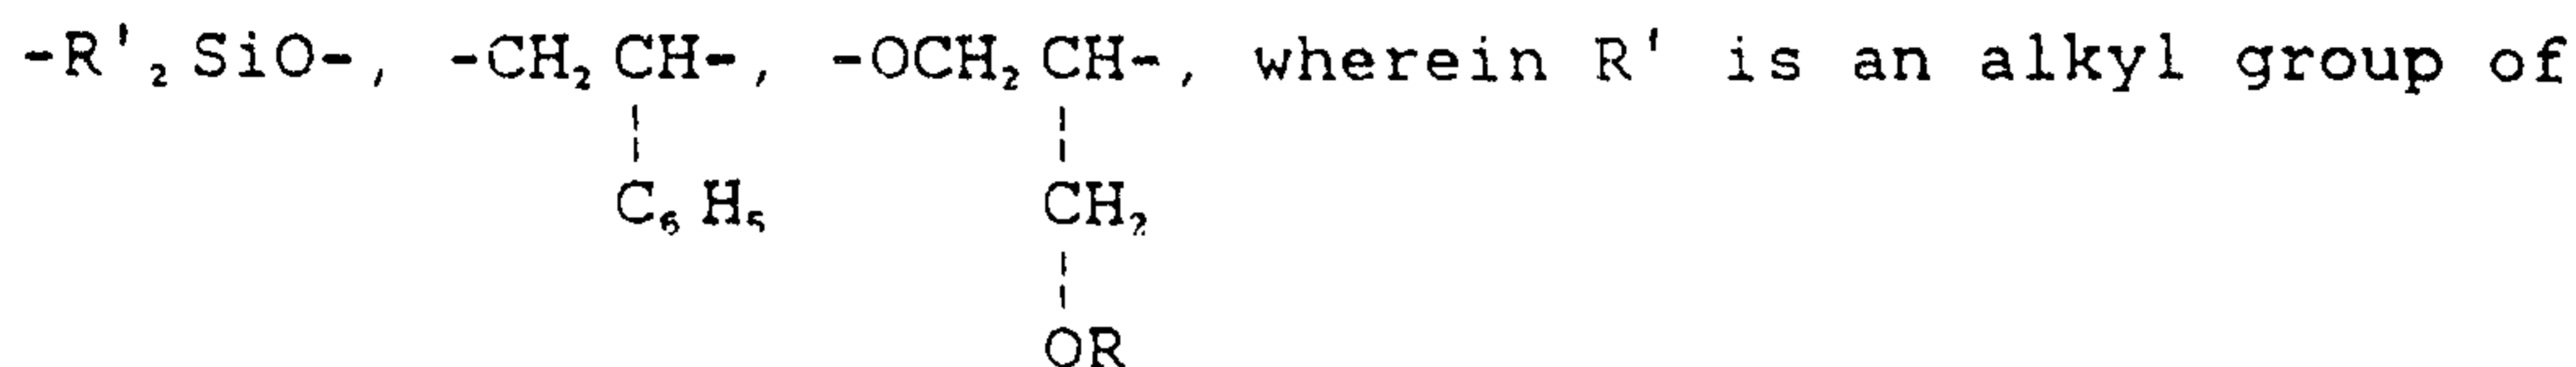 -R'₂SiO-, -CH₂CH-, -OCH₂CH-, wherein R' is an alkyl group of
C₆H₅ CH₂
OR